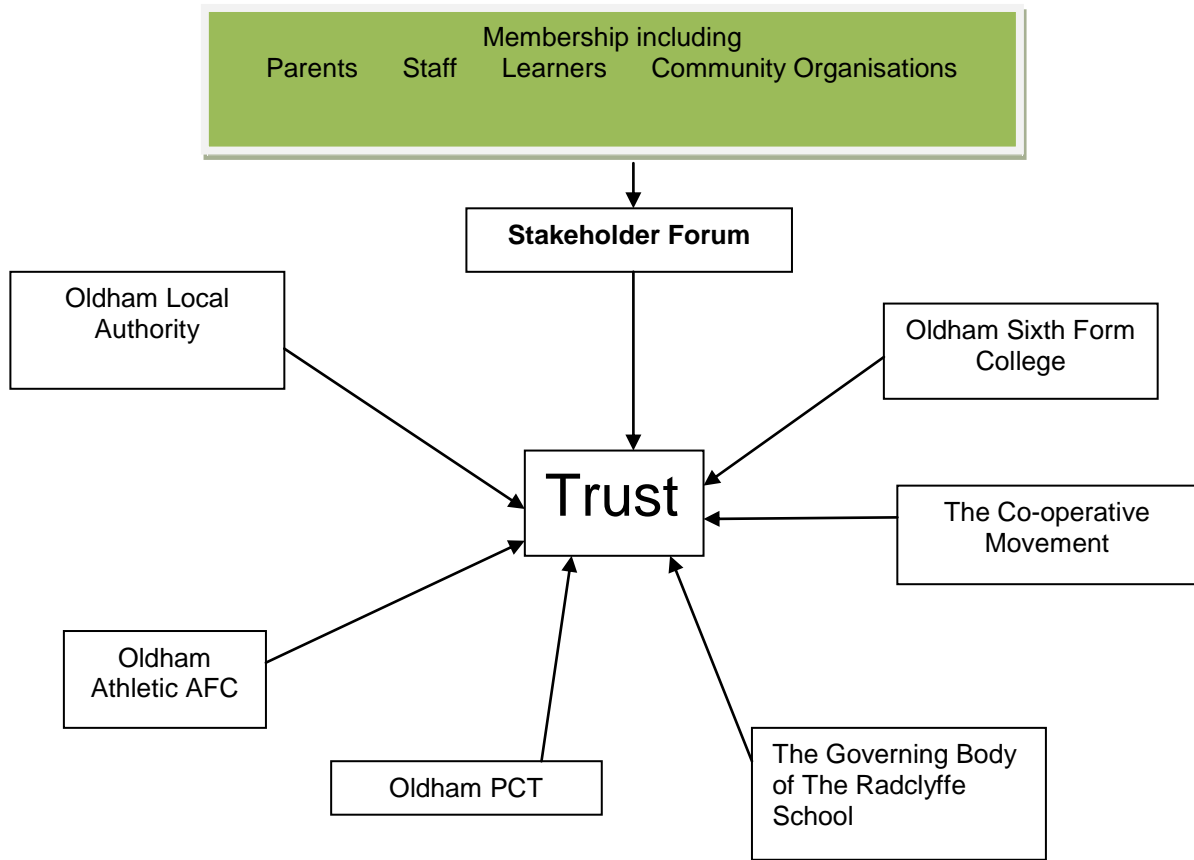 Membership including
Parents Staff Learners Community Organisations
Stakeholder Forum
Oldham Local
Authority
Oldham Sixth Form
College
Trust
The Co-operative
Movement
Oldham
Athletic AFC
Oldham PCT
The Governing Body
of The Radclyffe
School